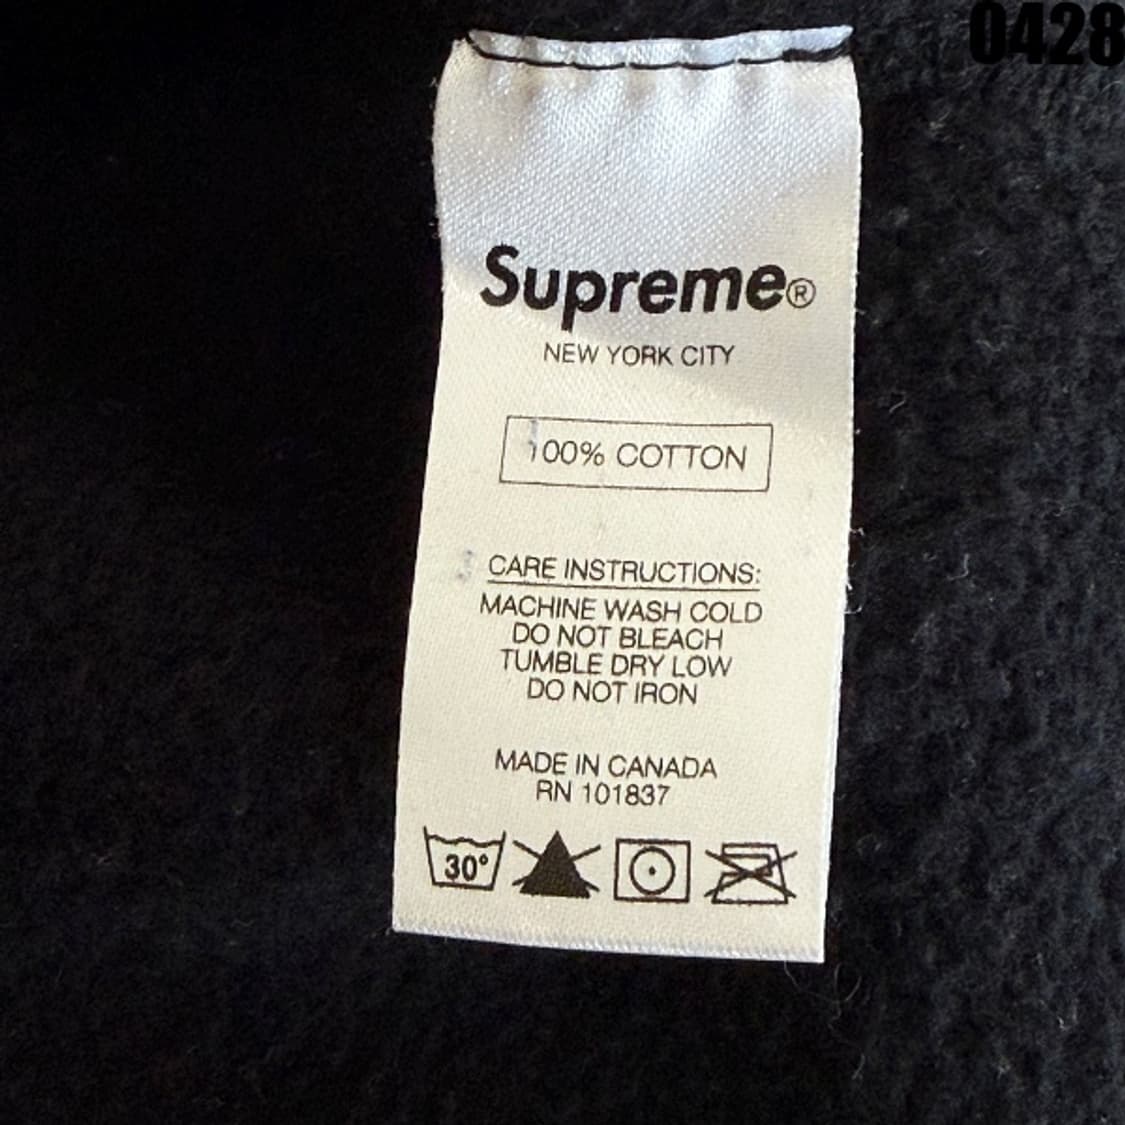 0428
Supreme®
NEW YORK CITY
100% COTTON
CARE INSTRUCTIONS:
MACHINE WASH COLD
DO NOT BLEACH
TUMBLE DRY LOW
DO NOT IRON
MADE IN CANADA
RN 101837
30°